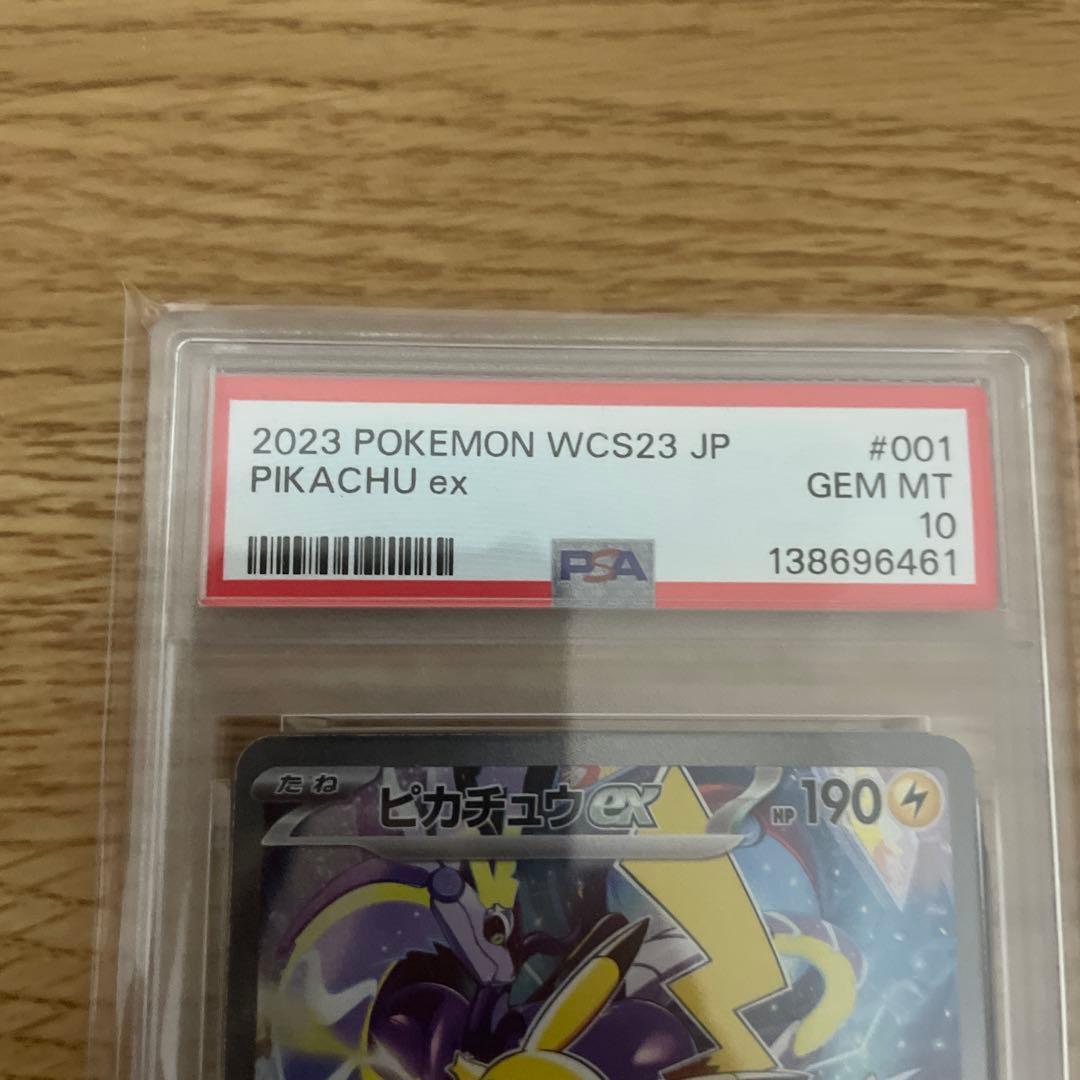 2023 POKEMON WCS23 JP #001
PIKACHU ex GEM MT
10
PSA 138696461
たね ピカチュウex HP 190